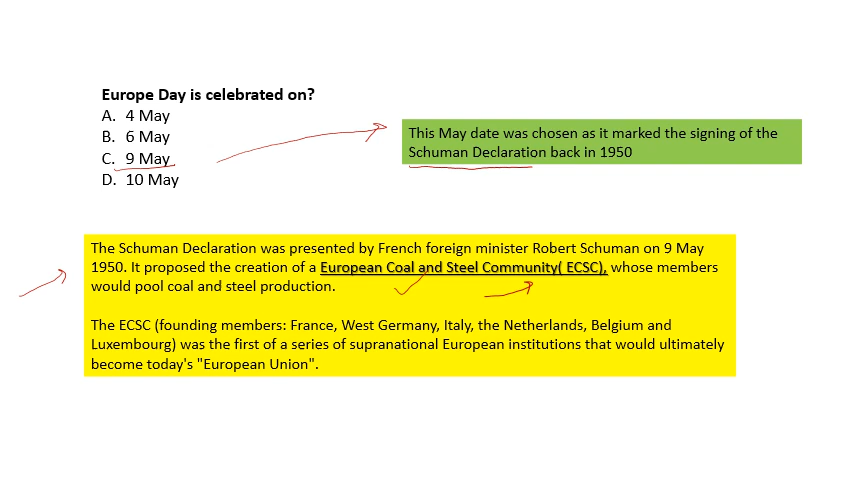 Europe Day is celebrated on?
A. 4 May
B. 6 May
C. 9 May
D. 10 May
This May date was chosen as it marked the signing of the
Schuman Declaration back in 1950
The Schuman Declaration was presented by French foreign minister Robert Schuman on 9 May
1950. It proposed the creation of a European Coal and Steel Community( ECSC), whose members
would pool coal and steel production.
The ECSC (founding members: France, West Germany, Italy, the Netherlands, Belgium and
Luxembourg) was the first of a series of supranational European institutions that would ultimately
become today's "European Union".